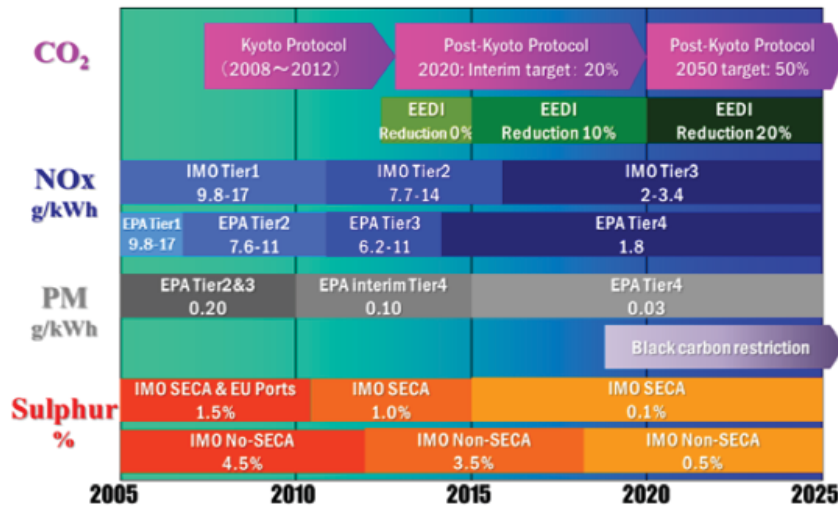 CO2
Kyoto Protocol
(2008～2012)
Post-Kyoto Protocol
2020: Interim target: 20%
Post-Kyoto Protocol
2050 target: 50%
EEDI
Reduction 0%
EEDI
Reduction 10%
EEDI
Reduction 20%
NOx
g/kWh
IMO Tier1
9.8-17
IMO Tier2
7.7-14
IMO Tier3
2-3.4
EPA Tier1
9.8-17
EPA Tier2
7.6-11
EPA Tier3
6.2-11
EPA Tier4
1.8
PM
g/kWh
EPA Tier2&3
0.20
EPA interim Tier4
0.10
EPA Tier4
0.03
Black carbon restriction
Sulphur
%
IMO SECA & EU Ports
1.5%
IMO SECA
1.0%
IMO SECA
0.1%
IMO No-SECA
4.5%
IMO Non-SECA
3.5%
IMO Non-SECA
0.5%
2005
2010
2015
2020
2025